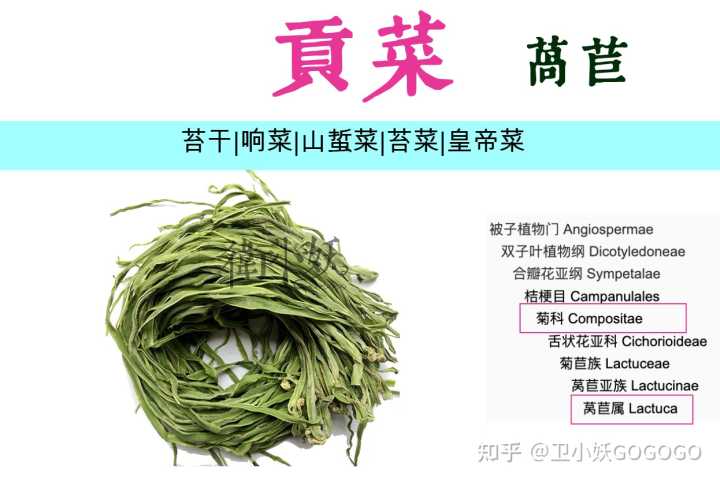 貢菜 萵苣
苔干|响菜|山蜇菜|苔菜|皇帝菜
被子植物门 Angiospermae
双子叶植物纲 Dicotyledoneae
合瓣花亚纲 Sympetalae
桔梗目 Campanulales
菊科 Compositae
舌状花亚科 Cichorioideae
菊苣族 Lactuceae
莴苣亚族 Lactucinae
莴苣属 Lactuca
知乎 @卫小妖GOGOGO